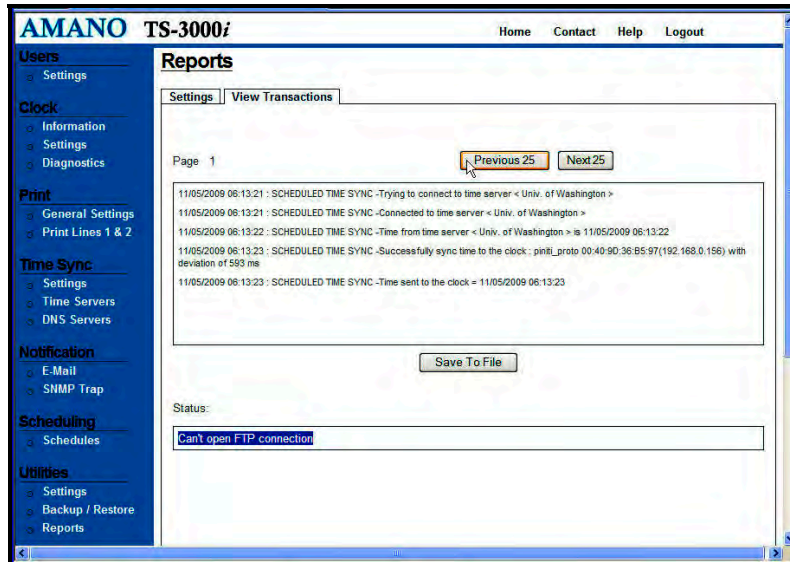 AMANO TS-3000i
Home Contact Help Logout
Users
Settings
Clock
Information
Settings
Diagnostics
Print
General Settings
Print Lines 1 & 2
Time Sync
Settings
Time Servers
DNS Servers
Notification
E-Mail
SNMP Trap
Scheduling
Schedules
Utilities
Settings
Backup / Restore
Reports
Reports
Settings View Transactions
Page 1 Previous 25 Next 25
11/05/2009 06:13:21 : SCHEDULED TIME SYNC -Trying to connect to time server < Univ. of Washington >
11/05/2009 06:13:21 : SCHEDULED TIME SYNC -Connected to time server < Univ. of Washington >
11/05/2009 06:13:22 : SCHEDULED TIME SYNC -Time from time server < Univ. of Washington > is 11/05/2009 06:13:22
11/05/2009 06:13:23 : SCHEDULED TIME SYNC -Successfully sync time to the clock : piniti_proto 00:40:9D:36:B5:97(192.168.0.156) with
deviation of 593 ms
11/05/2009 06:13:23 : SCHEDULED TIME SYNC -Time sent to the clock = 11/05/2009 06:13:23
Save To File
Status:
Can't open FTP connection